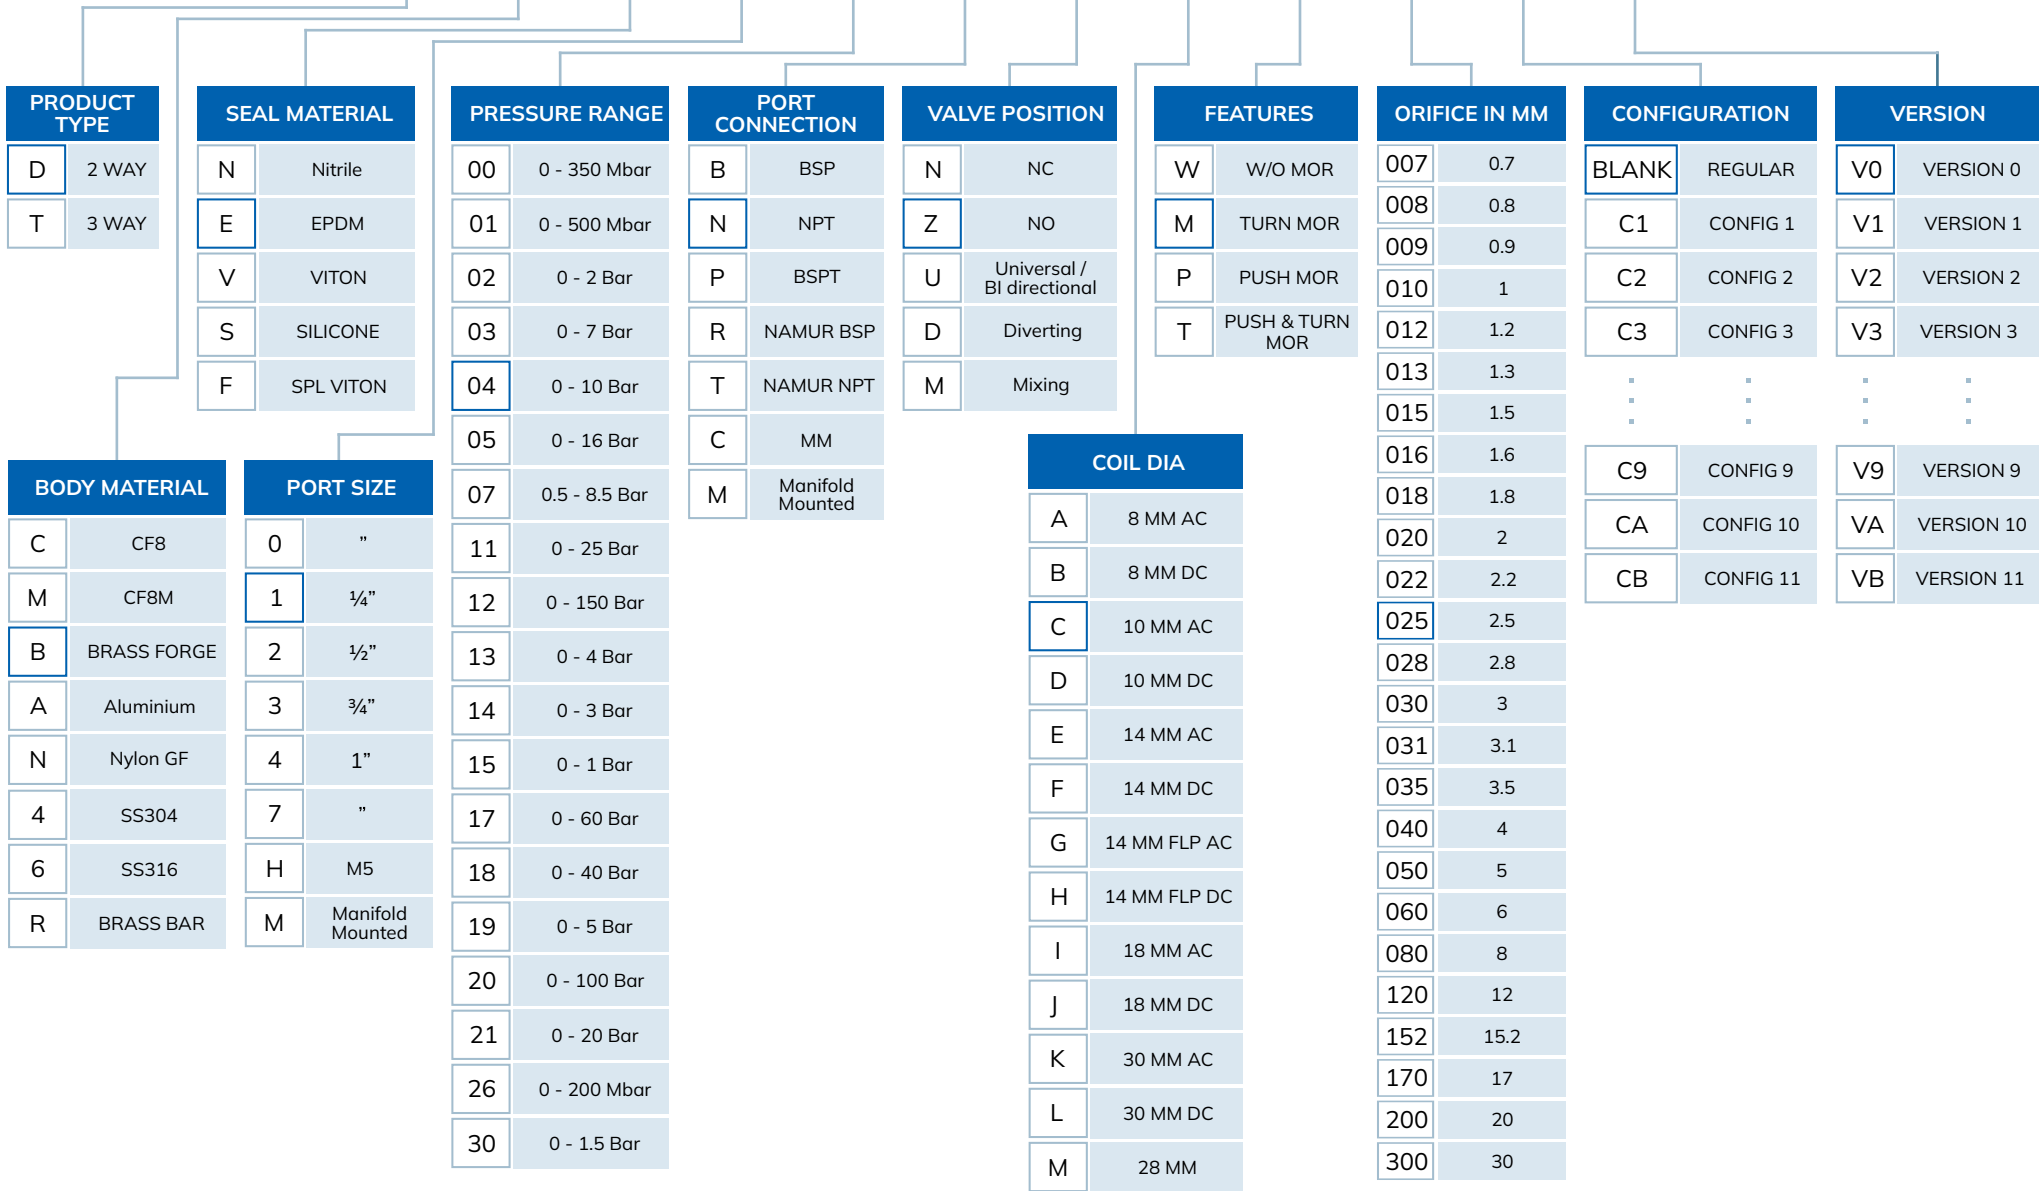 PRODUCT
TYPE
D 2 WAY
T 3 WAY
SEAL MATERIAL
N Nitrile
E EPDM
V VITON
S SILICONE
F SPL VITON
PRESSURE RANGE
00 0 - 350 Mbar
01 0 - 500 Mbar
02 0 - 2 Bar
03 0 - 7 Bar
04 0 - 10 Bar
05 0 - 16 Bar
07 0.5 - 8.5 Bar
11 0 - 25 Bar
12 0 - 150 Bar
13 0 - 4 Bar
14 0 - 3 Bar
15 0 - 1 Bar
17 0 - 60 Bar
18 0 - 40 Bar
19 0 - 5 Bar
20 0 - 100 Bar
21 0 - 20 Bar
26 0 - 200 Mbar
30 0 - 1.5 Bar
PORT
CONNECTION
B BSP
N NPT
P BSPT
R NAMUR BSP
T NAMUR NPT
C MM
M Manifold
Mounted
VALVE POSITION
N NC
Z NO
U Universal /
BI directional
D Diverting
M Mixing
FEATURES
W W/O MOR
M TURN MOR
P PUSH MOR
T PUSH & TURN
MOR
ORIFICE IN MM
007 0.7
008 0.8
009 0.9
010 1
012 1.2
013 1.3
015 1.5
016 1.6
018 1.8
020 2
022 2.2
025 2.5
028 2.8
030 3
031 3.1
035 3.5
040 4
050 5
060 6
080 8
120 12
152 15.2
170 17
200 20
300 30
CONFIGURATION
BLANK REGULAR
C1 CONFIG 1
C2 CONFIG 2
C3 CONFIG 3
C9 CONFIG 9
CA CONFIG 10
CB CONFIG 11
VERSION
V0 VERSION 0
V1 VERSION 1
V2 VERSION 2
V3 VERSION 3
V9 VERSION 9
VA VERSION 10
VB VERSION 11
BODY MATERIAL
C CF8
M CF8M
B BRASS FORGE
A Aluminium
N Nylon GF
4 SS304
6 SS316
R BRASS BAR
PORT SIZE
0 ”
1 ¼”
2 ½”
3 ¾”
4 1”
7 ”
H M5
M Manifold
Mounted
COIL DIA
A 8 MM AC
B 8 MM DC
C 10 MM AC
D 10 MM DC
E 14 MM AC
F 14 MM DC
G 14 MM FLP AC
H 14 MM FLP DC
I 18 MM AC
J 18 MM DC
K 30 MM AC
L 30 MM DC
M 28 MM